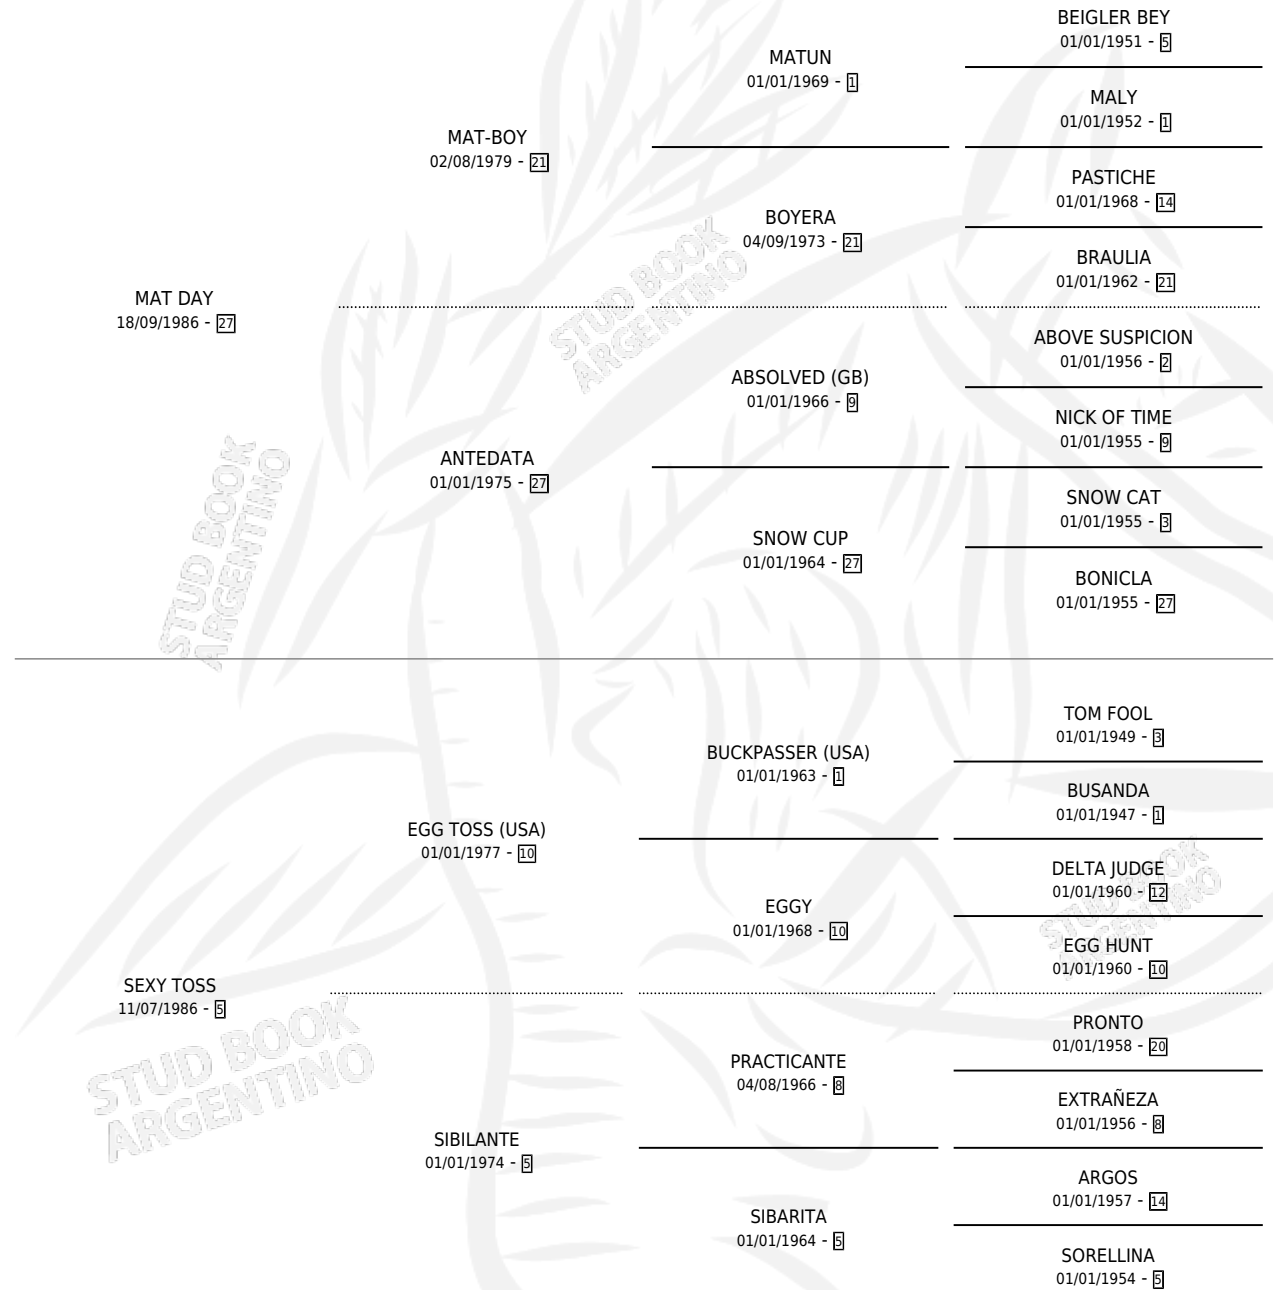 BEIGLER BEY
01/01/1951 - 5
MATUN
01/01/1969 - 1
MALY
01/01/1952 - 1
MAT-BOY
02/08/1979 - 21
PASTICHE
01/01/1968 - 14
BOYERA
04/09/1973 - 21
BRAULIA
01/01/1962 - 21
MAT DAY
18/09/1986 - 27
STUD BOOK
ARGENTINO
ABOVE SUSPICION
01/01/1956 - 2
ABSOLVED (GB)
01/01/1966 - 9
NICK OF TIME
01/01/1955 - 9
ANTEDATA
01/01/1975 - 27
SNOW CAT
01/01/1955 - 3
SNOW CUP
01/01/1964 - 27
BONICLA
01/01/1955 - 27
STUD BOOK
ARGENTINO
TOM FOOL
01/01/1949 - 3
BUCKPASSER (USA)
01/01/1963 - 1
BUSANDA
01/01/1947 - 1
EGG TOSS (USA)
01/01/1977 - 10
DELTA JUDGE
01/01/1960 - 12
EGGY
01/01/1968 - 10
EGG HUNT
01/01/1960 - 10
STUD BOOK
ARGENTINO
SEXY TOSS
11/07/1986 - 5
PRONTO
01/01/1958 - 20
PRACTICANTE
04/08/1966 - 8
EXTRAÑEZA
01/01/1956 - 8
STUD BOOK
ARGENTINO
SIBILANTE
01/01/1974 - 5
ARGOS
01/01/1957 - 14
SIBARITA
01/01/1964 - 5
SORELLINA
01/01/1954 - 5